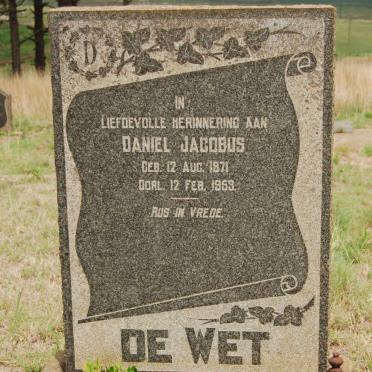 D
IN
LIEFDEVOLLE HERINNERING AAN
DANIEL JACOBUS
GEB. 12 AUG. 1871
OORL. 12 FEB. 1953.
RUS IN VREDE.
DE WET